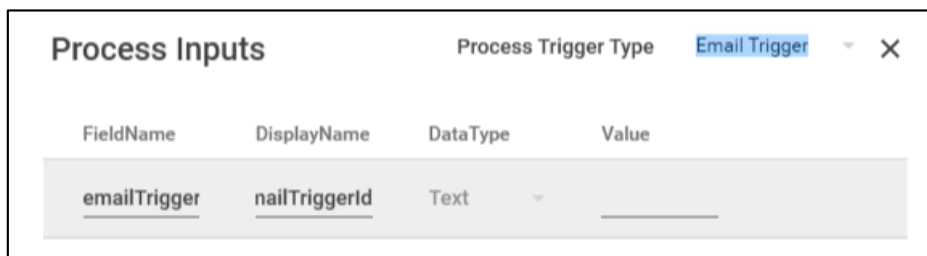 Process Inputs Process Trigger Type Email Trigger
FieldName DisplayName DataType Value
emailTrigger nailTriggerId Text